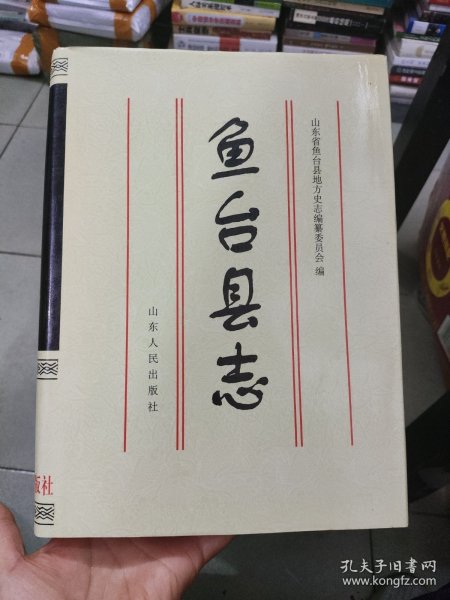 鱼台县志
山东省鱼台县地方史志编纂委员会 编
山东人民出版社
版社
孔夫子旧书网
www.kongfz.com